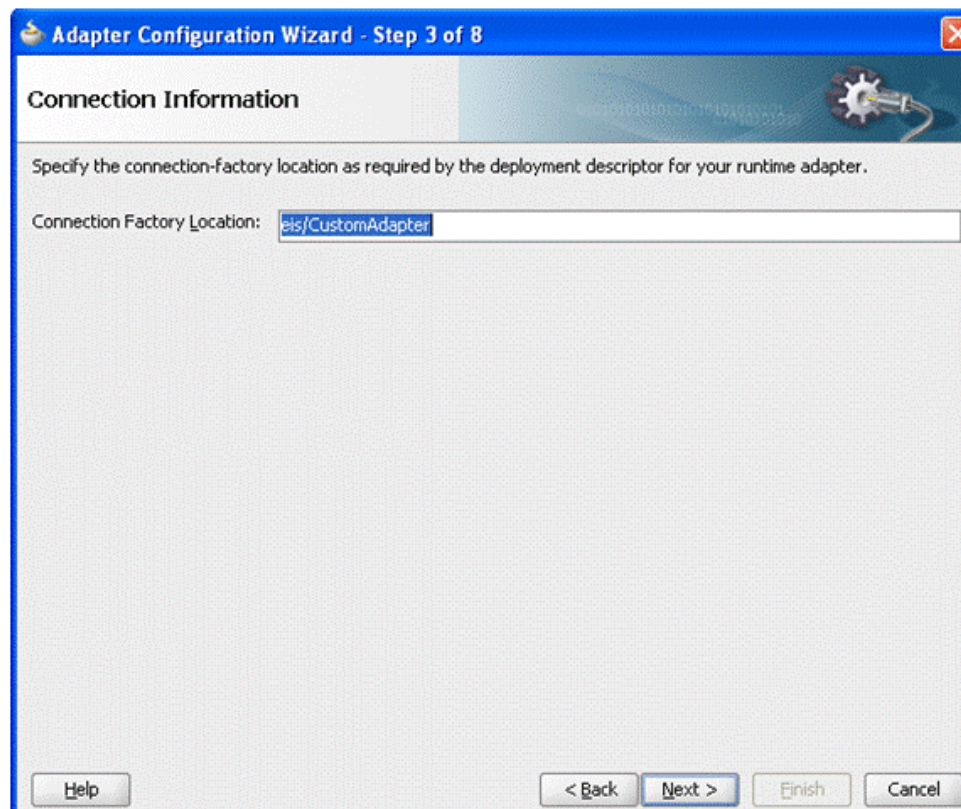 Adapter Configuration Wizard - Step 3 of 8
Connection Information
Specify the connection-factory location as required by the deployment descriptor for your runtime adapter.
Connection Factory Location: eis/CustomAdapter
Help < Back Next > Finish Cancel